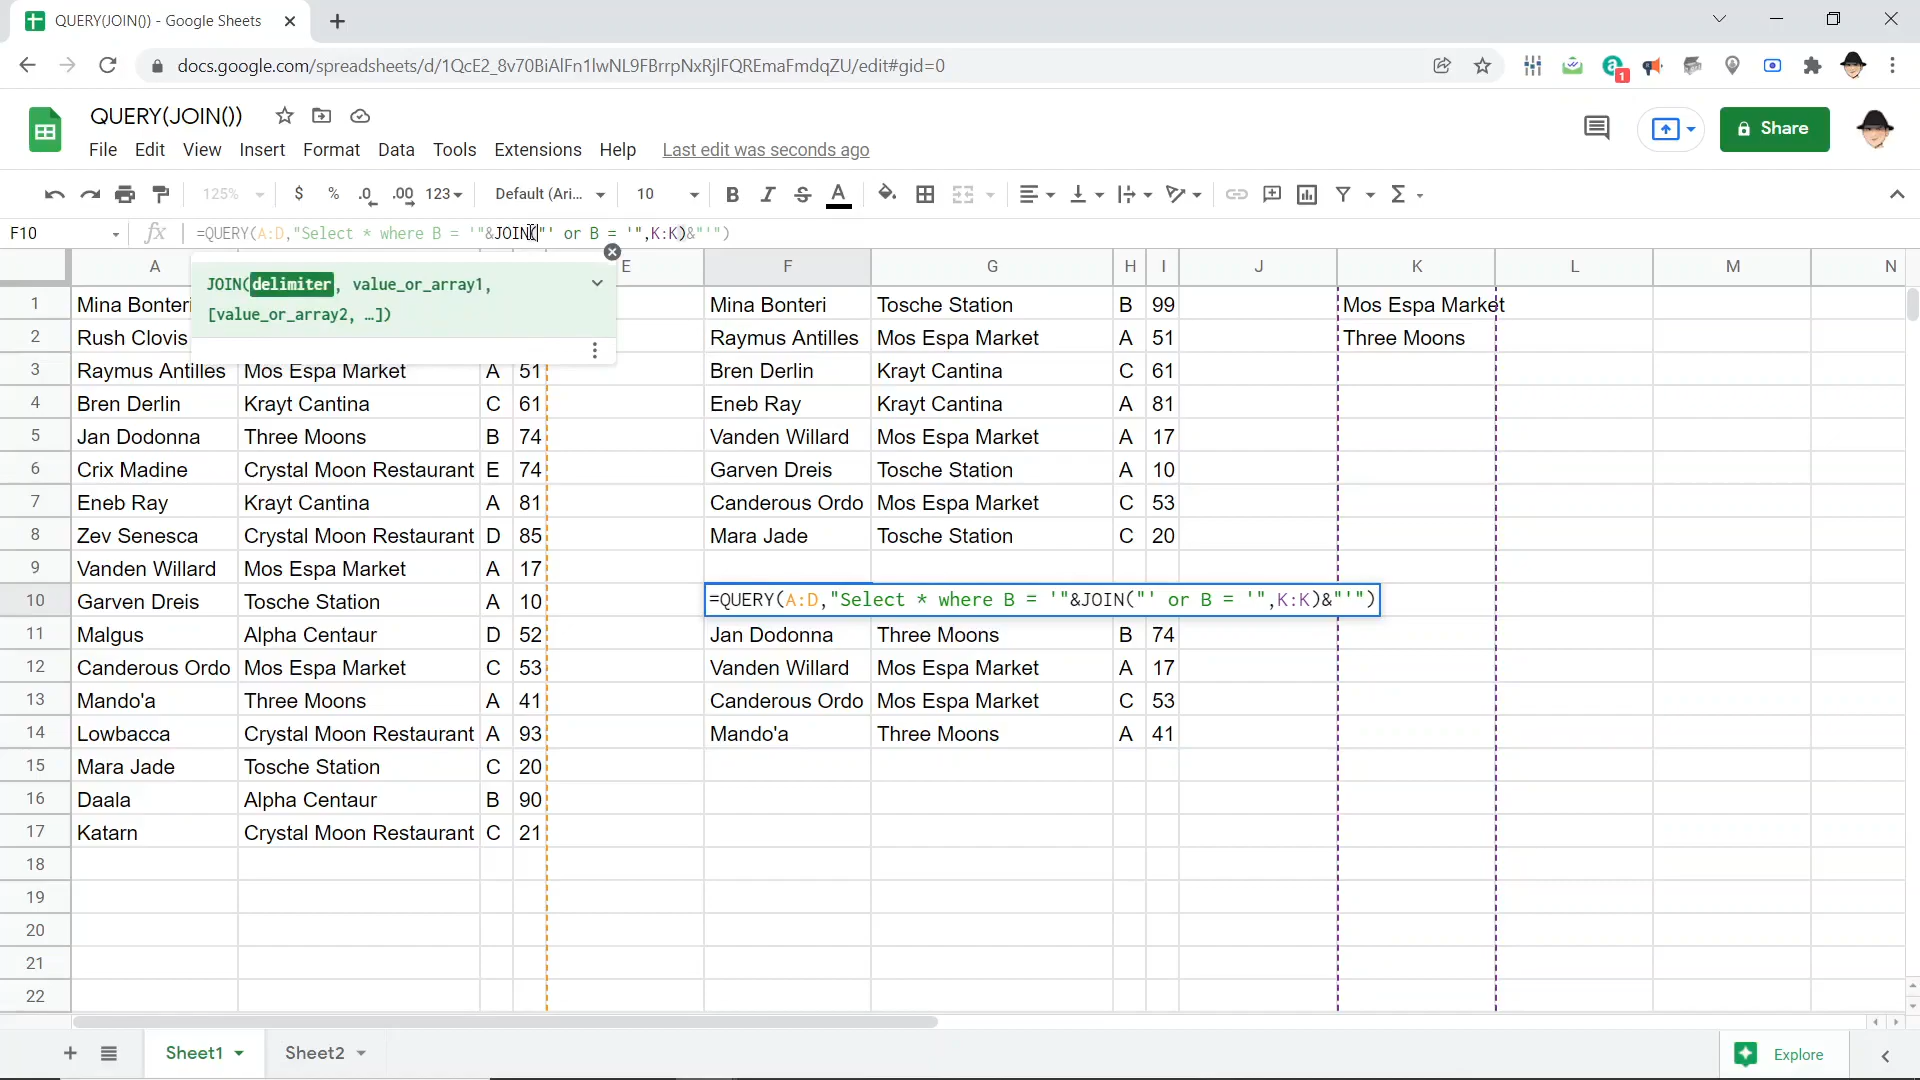 QUERY(JOIN()) - Google Sheets
docs.google.com/spreadsheets/d/1QcE2_8v70BiAlFn1lwNL9FBrrpNxRjlFQREmaFmdqZU/edit#gid=0
1
QUERY(JOIN())
File Edit View Insert Format Data Tools Extensions Help Last edit was seconds ago
Share
125% $ % .0 .00 123 Default (Ari... 10 B I S A Σ
F10 fx =QUERY(A:D,"Select * where B = '"&JOIN("' or B = '",K:K)&"'")
JOIN(delimiter, value_or_array1,
[value_or_array2, …])
A E F G H I J K L M N
1 Mina Bonteri Mina Bonteri Tosche Station B 99 Mos Espa Market
2 Rush Clovis Raymus Antilles Mos Espa Market A 51 Three Moons
3 Raymus Antilles Mos Espa Market A 51 Bren Derlin Krayt Cantina C 61
4 Bren Derlin Krayt Cantina C 61 Eneb Ray Krayt Cantina A 81
5 Jan Dodonna Three Moons B 74 Vanden Willard Mos Espa Market A 17
6 Crix Madine Crystal Moon Restaurant E 74 Garven Dreis Tosche Station A 10
7 Eneb Ray Krayt Cantina A 81 Canderous Ordo Mos Espa Market C 53
8 Zev Senesca Crystal Moon Restaurant D 85 Mara Jade Tosche Station C 20
9 Vanden Willard Mos Espa Market A 17
10 Garven Dreis Tosche Station A 10 =QUERY(A:D,"Select * where B = '"&JOIN("' or B = '",K:K)&"'")
11 Malgus Alpha Centaur D 52 Jan Dodonna Three Moons B 74
12 Canderous Ordo Mos Espa Market C 53 Vanden Willard Mos Espa Market A 17
13 Mando'a Three Moons A 41 Canderous Ordo Mos Espa Market C 53
14 Lowbacca Crystal Moon Restaurant A 93 Mando'a Three Moons A 41
15 Mara Jade Tosche Station C 20
16 Daala Alpha Centaur B 90
17 Katarn Crystal Moon Restaurant C 21
18
19
20
21
22
Sheet1 Sheet2 Explore